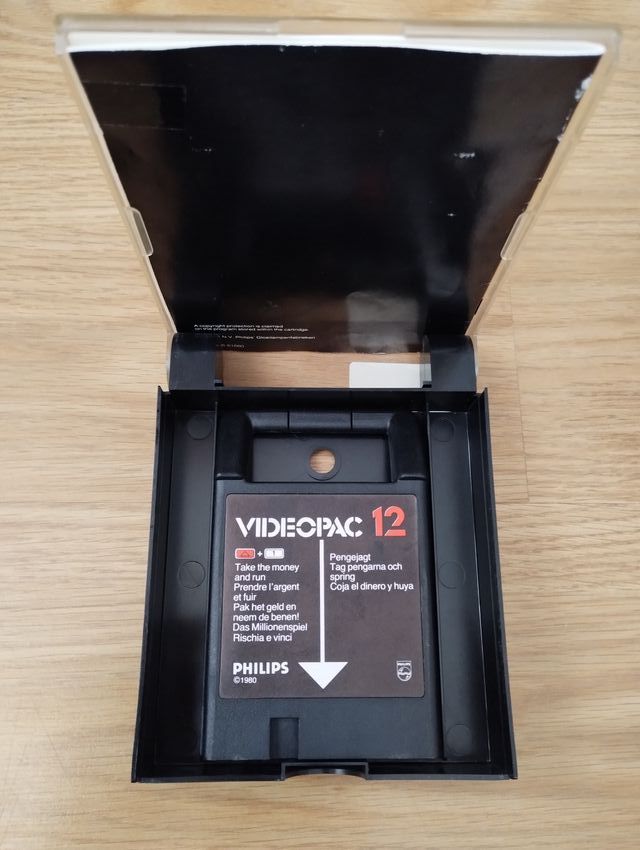 A copyright protection is claimed
on the program stored within the cartridge.
N.V. Philips' Gloeilampenfabrieken
VIDEOPAC 12
+
Take the money
and run
Prendre l'argent
et fuir
Pak het geld en
neem de benen!
Das Millionenspiel
Rischia e vinci
Pengejagt
Tag pengarna och
spring
Coja el dinero y huya
PHILIPS
©1980
PHILIPS